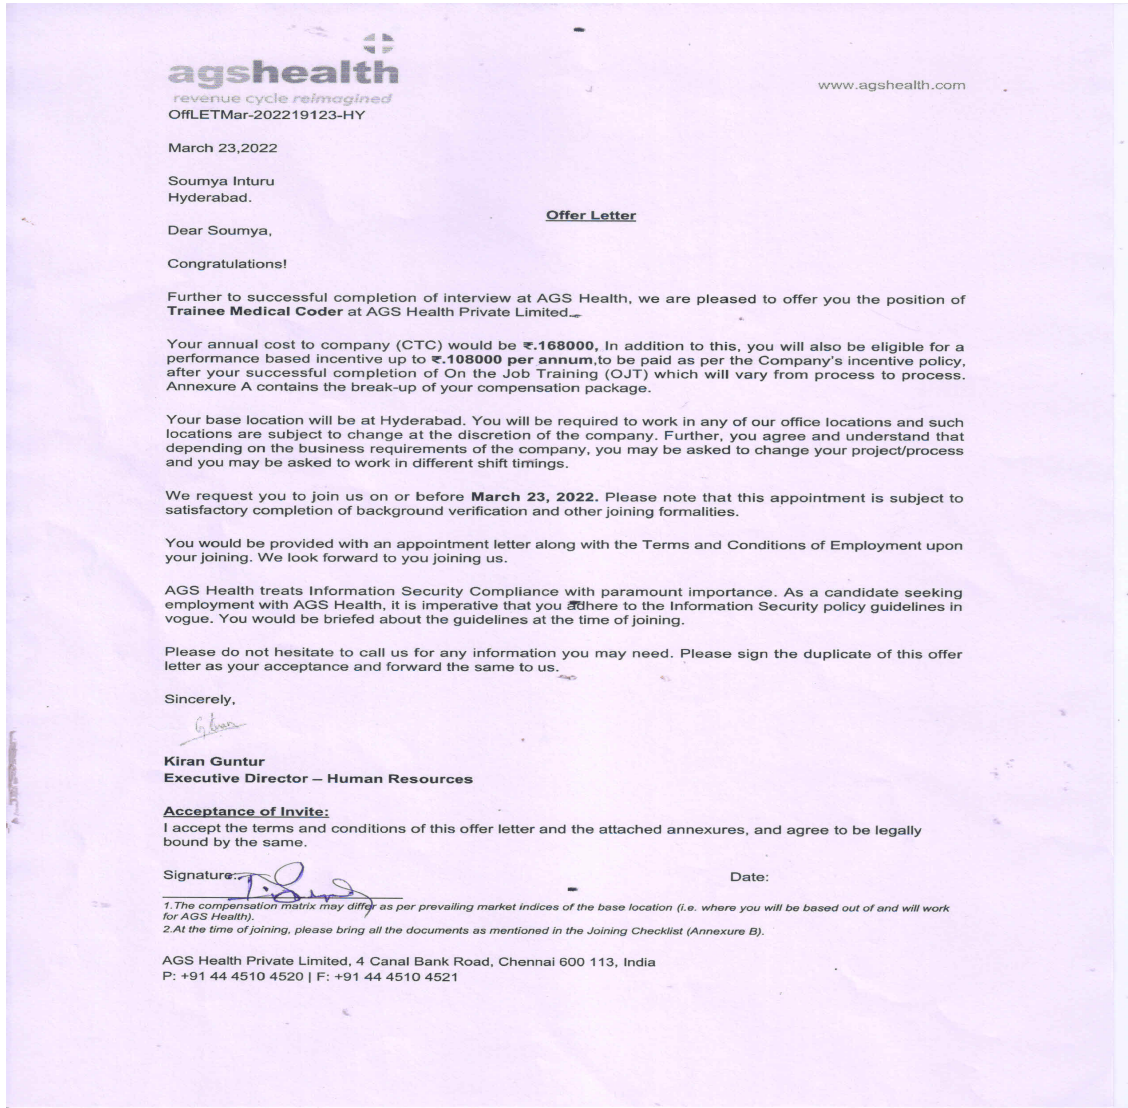 agshealth
revenue cycle reimagined
www.agshealth.com
OffLETMar-202219123-HY
March 23,2022
Soumya Inturu
Hyderabad.
Offer Letter
Dear Soumya,
Congratulations!
Further to successful completion of interview at AGS Health, we are pleased to offer you the position of
Trainee Medical Coder at AGS Health Private Limited.
Your annual cost to company (CTC) would be ₹.168000, In addition to this, you will also be eligible for a
performance based incentive up to ₹.108000 per annum,to be paid as per the Company's incentive policy,
after your successful completion of On the Job Training (OJT) which will vary from process to process.
Annexure A contains the break-up of your compensation package.
Your base location will be at Hyderabad. You will be required to work in any of our office locations and such
locations are subject to change at the discretion of the company. Further, you agree and understand that
depending on the business requirements of the company, you may be asked to change your project/process
and you may be asked to work in different shift timings.
We request you to join us on or before March 23, 2022. Please note that this appointment is subject to
satisfactory completion of background verification and other joining formalities.
You would be provided with an appointment letter along with the Terms and Conditions of Employment upon
your joining. We look forward to you joining us.
AGS Health treats Information Security Compliance with paramount importance. As a candidate seeking
employment with AGS Health, it is imperative that you adhere to the Information Security policy guidelines in
vogue. You would be briefed about the guidelines at the time of joining.
Please do not hesitate to call us for any information you may need. Please sign the duplicate of this offer
letter as your acceptance and forward the same to us.
Sincerely,
Kiran Guntur
Executive Director – Human Resources
Acceptance of Invite:
I accept the terms and conditions of this offer letter and the attached annexures, and agree to be legally
bound by the same.
Signature: Date:
1.The compensation matrix may differ as per prevailing market indices of the base location (i.e. where you will be based out of and will work
for AGS Health).
2.At the time of joining, please bring all the documents as mentioned in the Joining Checklist (Annexure B).
AGS Health Private Limited, 4 Canal Bank Road, Chennai 600 113, India
P: +91 44 4510 4520 | F: +91 44 4510 4521